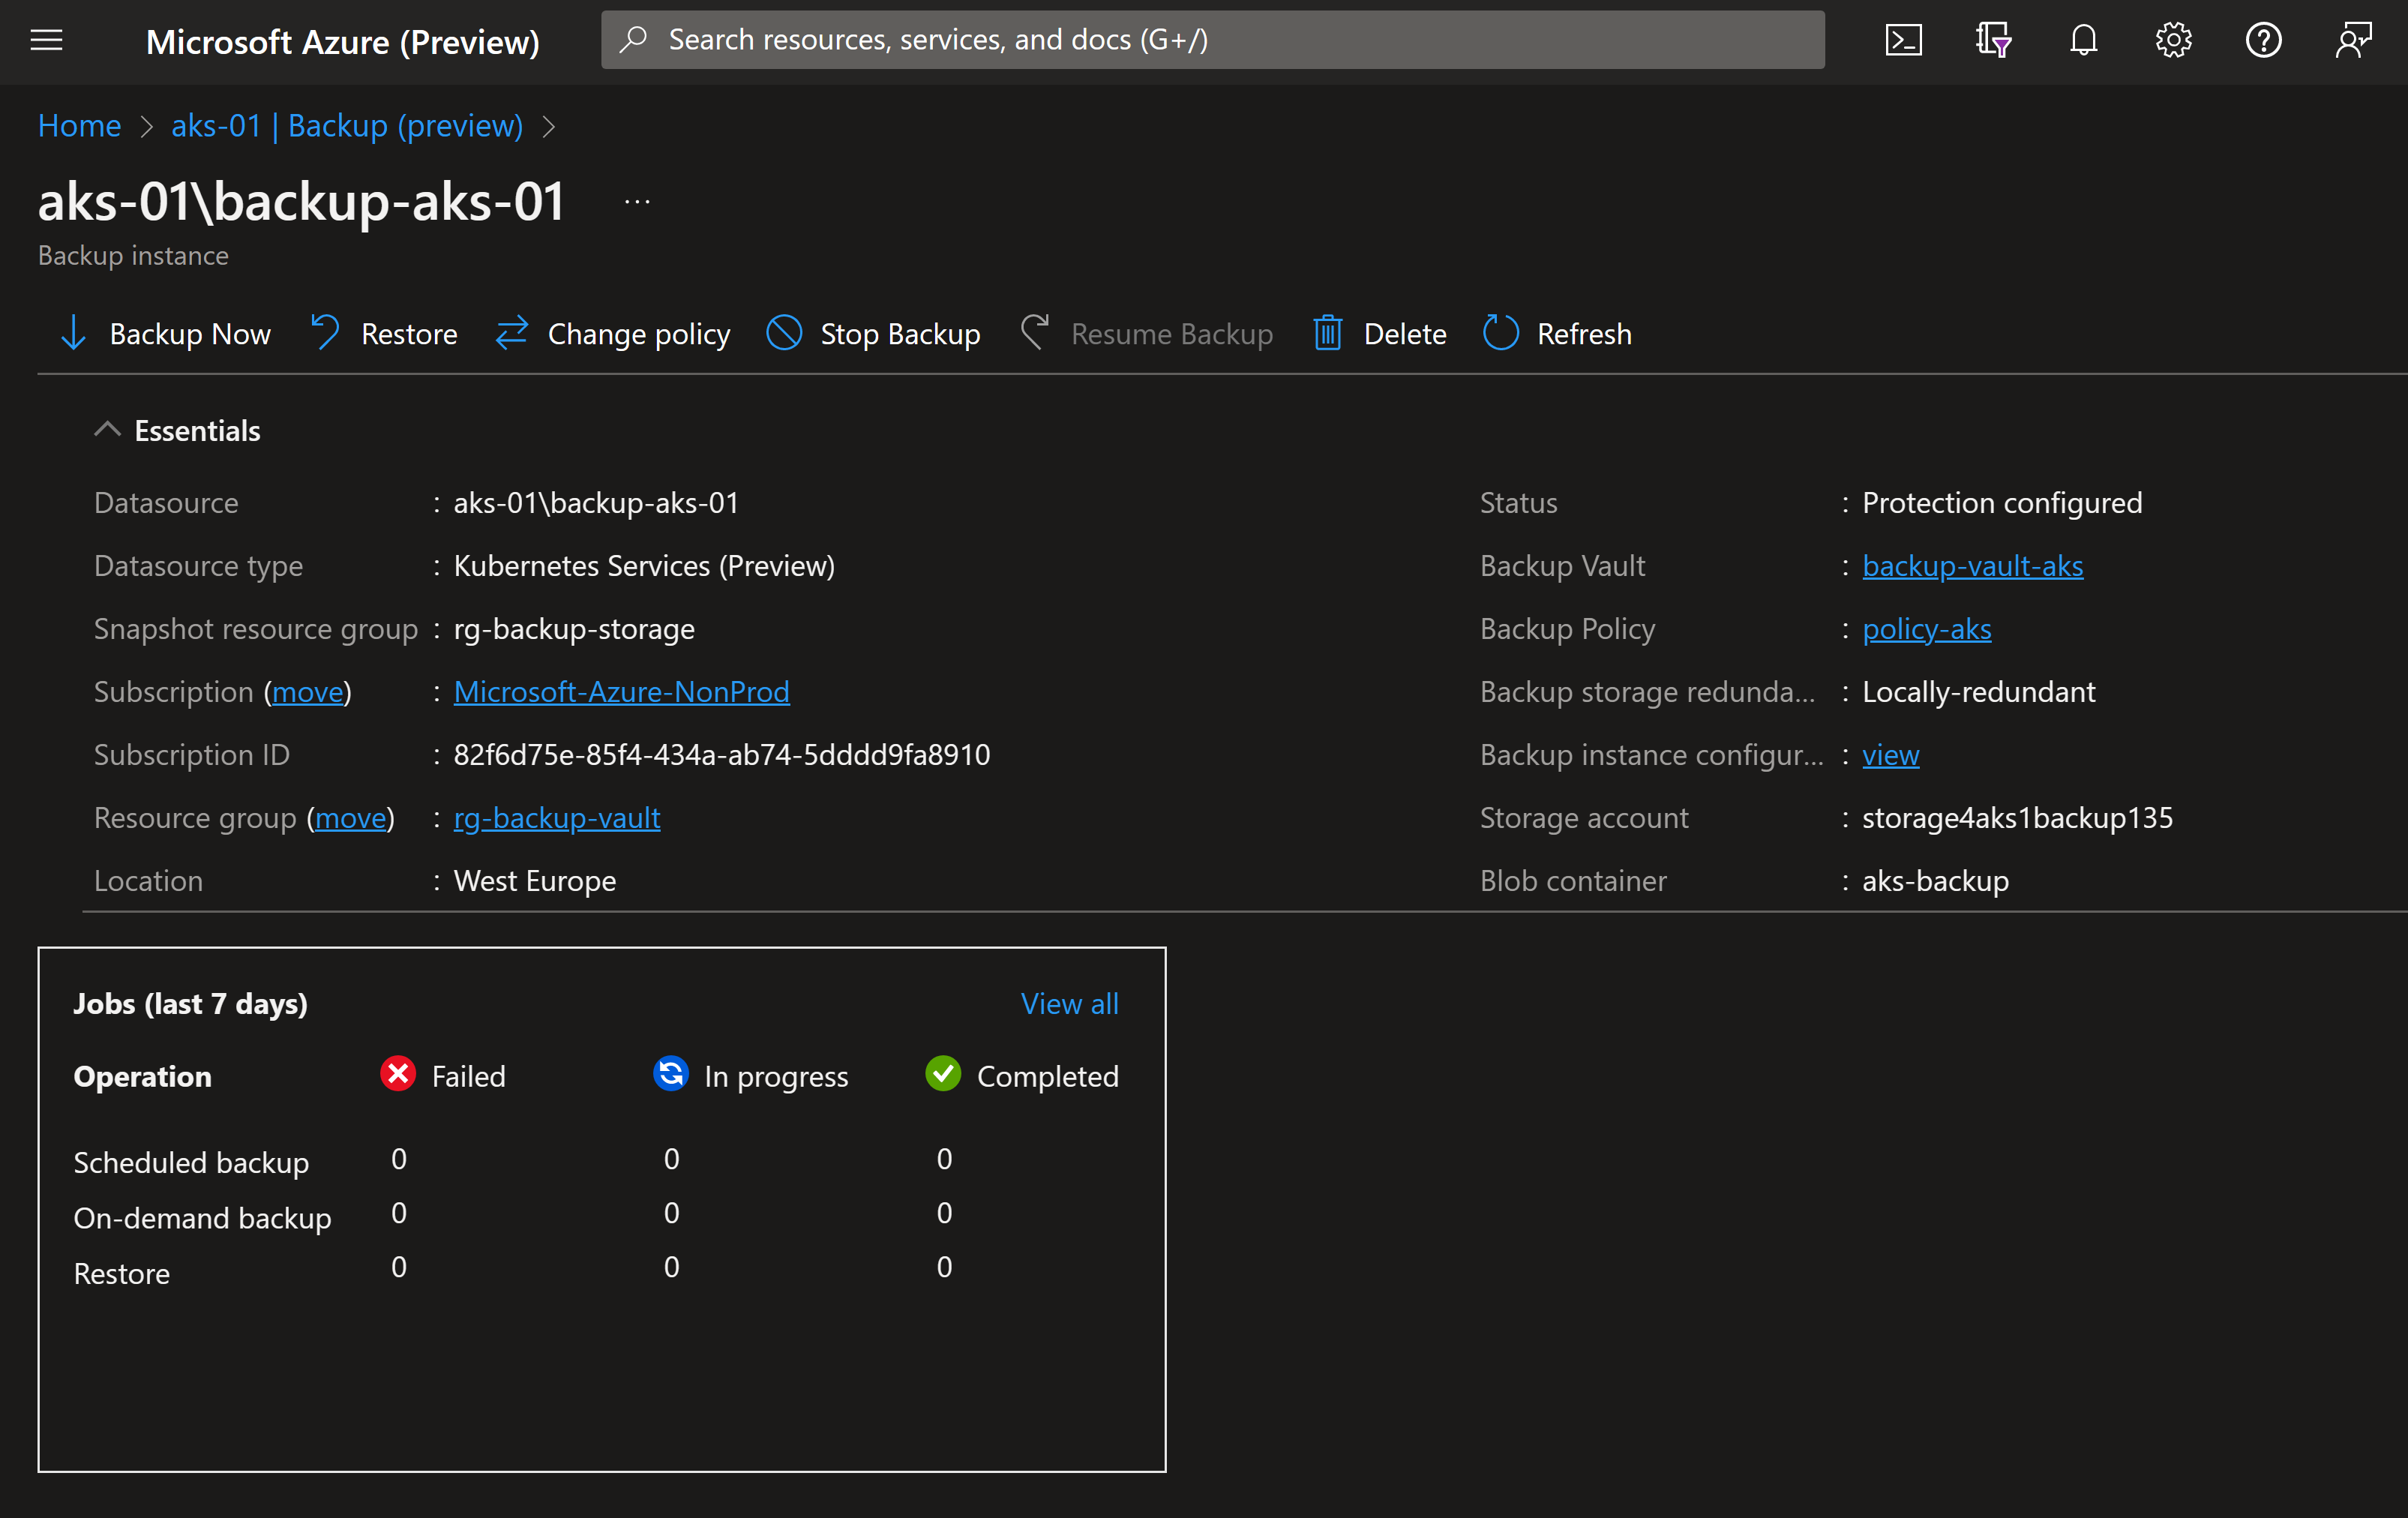 Microsoft Azure (Preview)
Search resources, services, and docs (G+/)
Home > aks-01 | Backup (preview) >
aks-01\backup-aks-01 ...
Backup instance
Backup Now Restore Change policy Stop Backup Resume Backup Delete Refresh
Essentials
Datasource : aks-01\backup-aks-01
Datasource type : Kubernetes Services (Preview)
Snapshot resource group : rg-backup-storage
Subscription (move) : Microsoft-Azure-NonProd
Subscription ID : 82f6d75e-85f4-434a-ab74-5dddd9fa8910
Resource group (move) : rg-backup-vault
Location : West Europe
Status : Protection configured
Backup Vault : backup-vault-aks
Backup Policy : policy-aks
Backup storage redunda... : Locally-redundant
Backup instance configur... : view
Storage account : storage4aks1backup135
Blob container : aks-backup
Jobs (last 7 days) View all
Operation Failed In progress Completed
Scheduled backup 0 0 0
On-demand backup 0 0 0
Restore 0 0 0